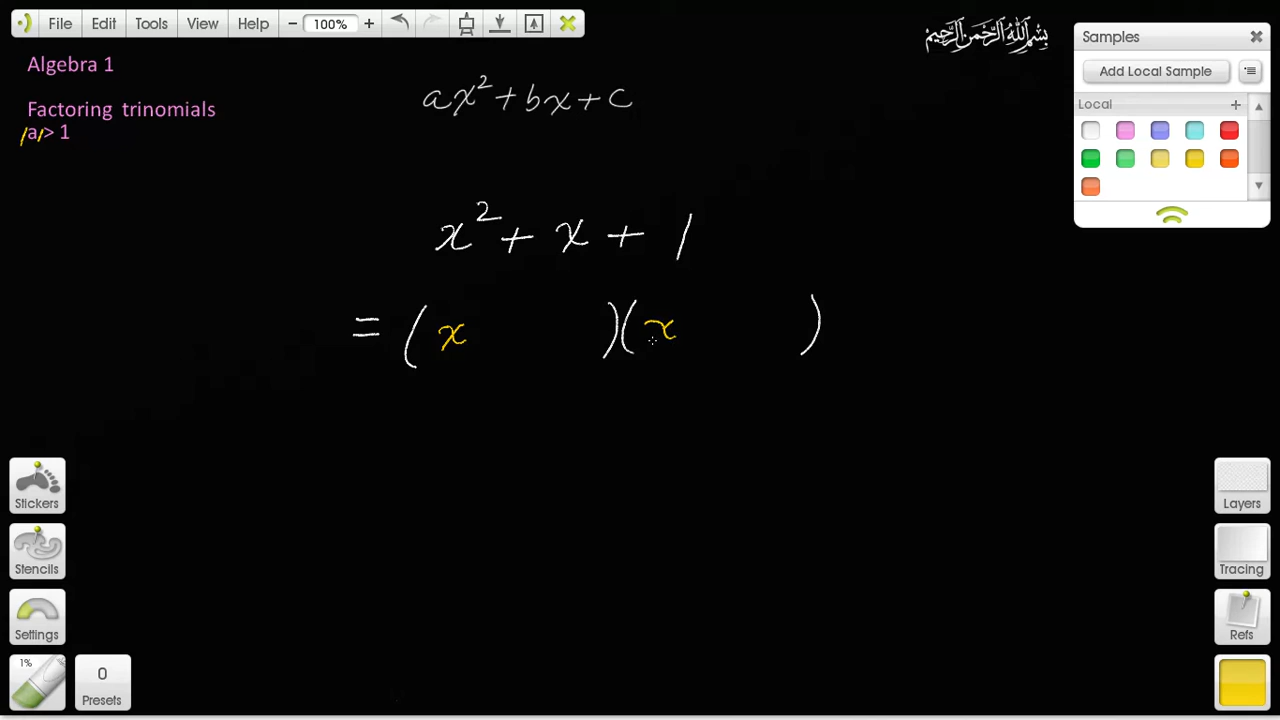 File Edit Tools View Help − 100% +
بسم الله الرحمن الرحيم
Samples
Add Local Sample
Local +
Algebra 1
Factoring trinomials
|a|> 1
ax² + bx + c
x² + x + 1
= ( x )( x )
Stickers
Stencils
Settings
1%
0
Presets
Layers
Tracing
Refs